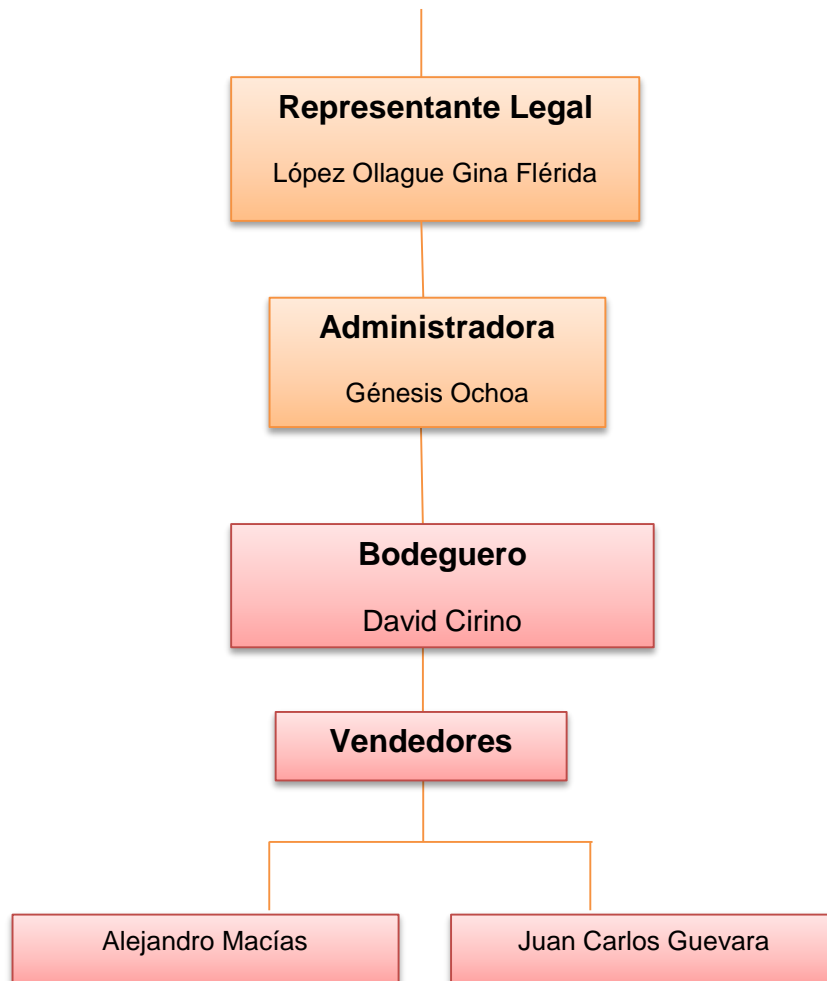 Representante Legal
López Ollague Gina Flérida
Administradora
Génesis Ochoa
Bodeguero
David Cirino
Vendedores
Alejandro Macías
Juan Carlos Guevara